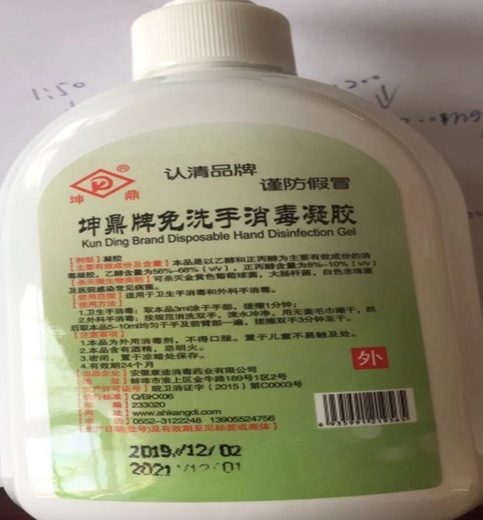 1:50
坤 鼎
认清品牌
谨防假冒
坤鼎牌免洗手消毒凝胶
Kun Ding Brand Disposable Hand Disinfection Gel
【剂型】凝胶
【主要有效成份及含量】本品是以乙醇和正丙醇为主要有效成份的消
毒凝胶，乙醇含量为56%-68%（v/v），正丙醇含量为8%-10%（v/v）
【杀灭微生物类别】可杀灭金黄色葡萄球菌，大肠杆菌，白色念珠菌
及医院感染常见病菌。
【使用范围】适用于卫生手消毒和外科手消毒。
【使用方法】
1.卫生手消毒：取本品3ml涂于手部，搓擦1分钟；
2.外科手消毒：按规范消洗双手，流水冲净，用无菌毛巾擦干，然
后取本品5-10ml均匀于手及前臂部一遍，搓擦双手3分钟至干。
【注意事项】
1.本品为外用消毒剂，不得口服。置于儿童不易触及处。
2.本品含有酒精，忌明火。
3.密闭，置于凉暗处保存。
4.有效期24个月
外
【出品企业】安徽康迪消毒药业有限公司
【地 址】蚌埠市淮上区金牛路189号1区2号
【生产许可证号】皖卫消证字（2015）第C0003号
【执行标准】Q/BKX06
【邮 编】233020
【网 址】www.ahkangdi.com
【电 话】0552-3122248 13905524756
【生产日期(批号)及有效期至见标签或瓶体】
2019/12/02
2021/12/01